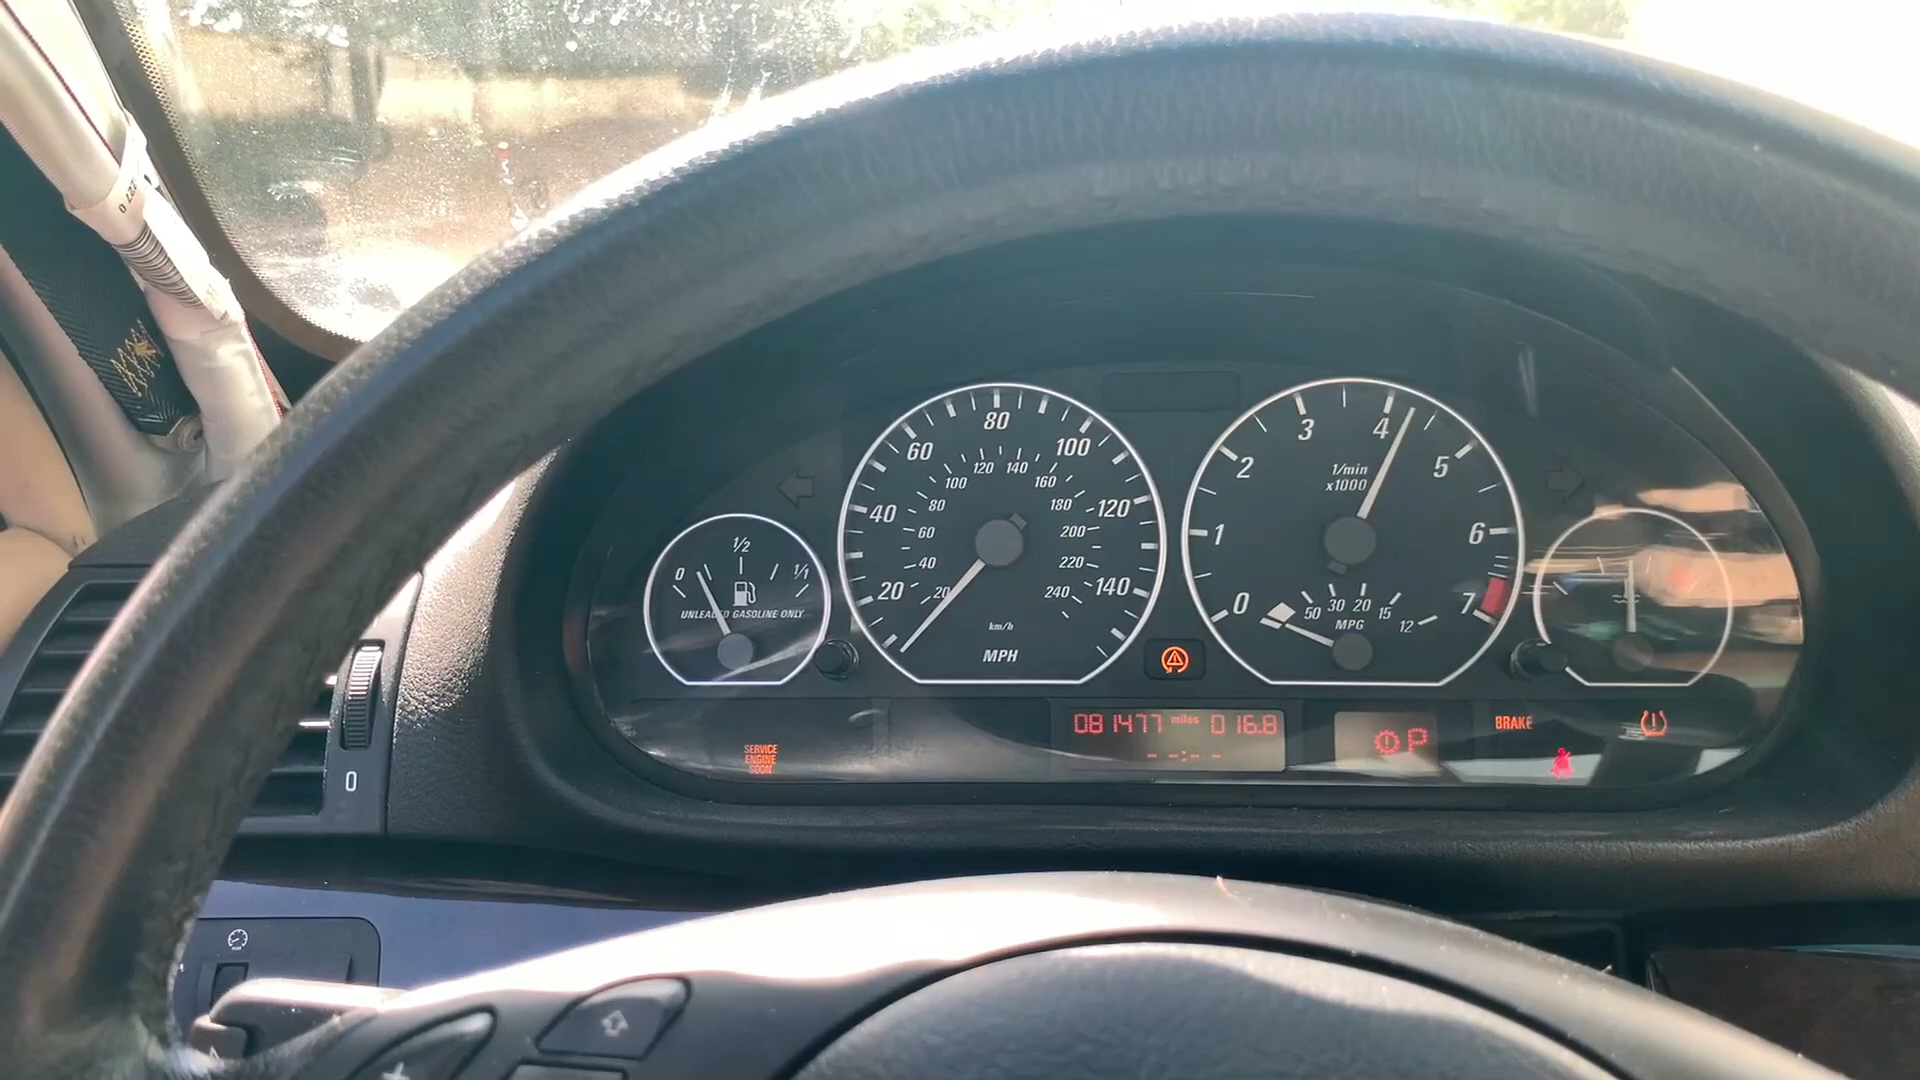 0 1/2 1/1
UNLEADED GASOLINE ONLY
20 40 60 80 100 120 140
20 40 60 80 100 120 140 160 180 200 220 240
km/h
MPH
0 1 2 3 4 5 6 7
1/min
x1000
50 30 20 15 12
MPG
081477 miles 016.8
--:--
P
BRAKE
SERVICE
ENGINE
SOON
0